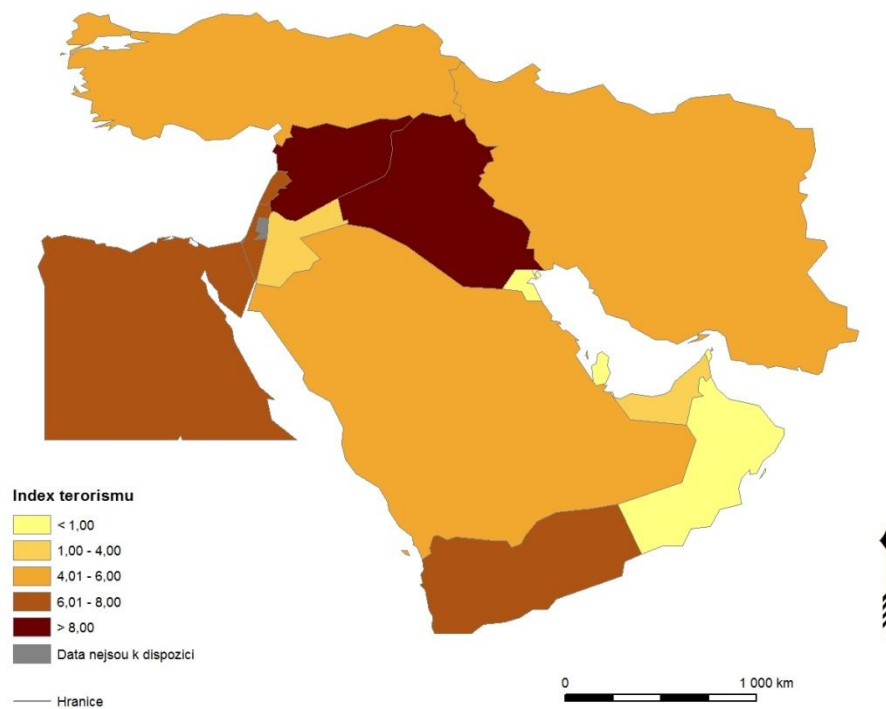 Index terorismu
< 1,00
1,00 - 4,00
4,01 - 6,00
6,01 - 8,00
> 8,00
Data nejsou k dispozici
Hranice
0 1 000 km